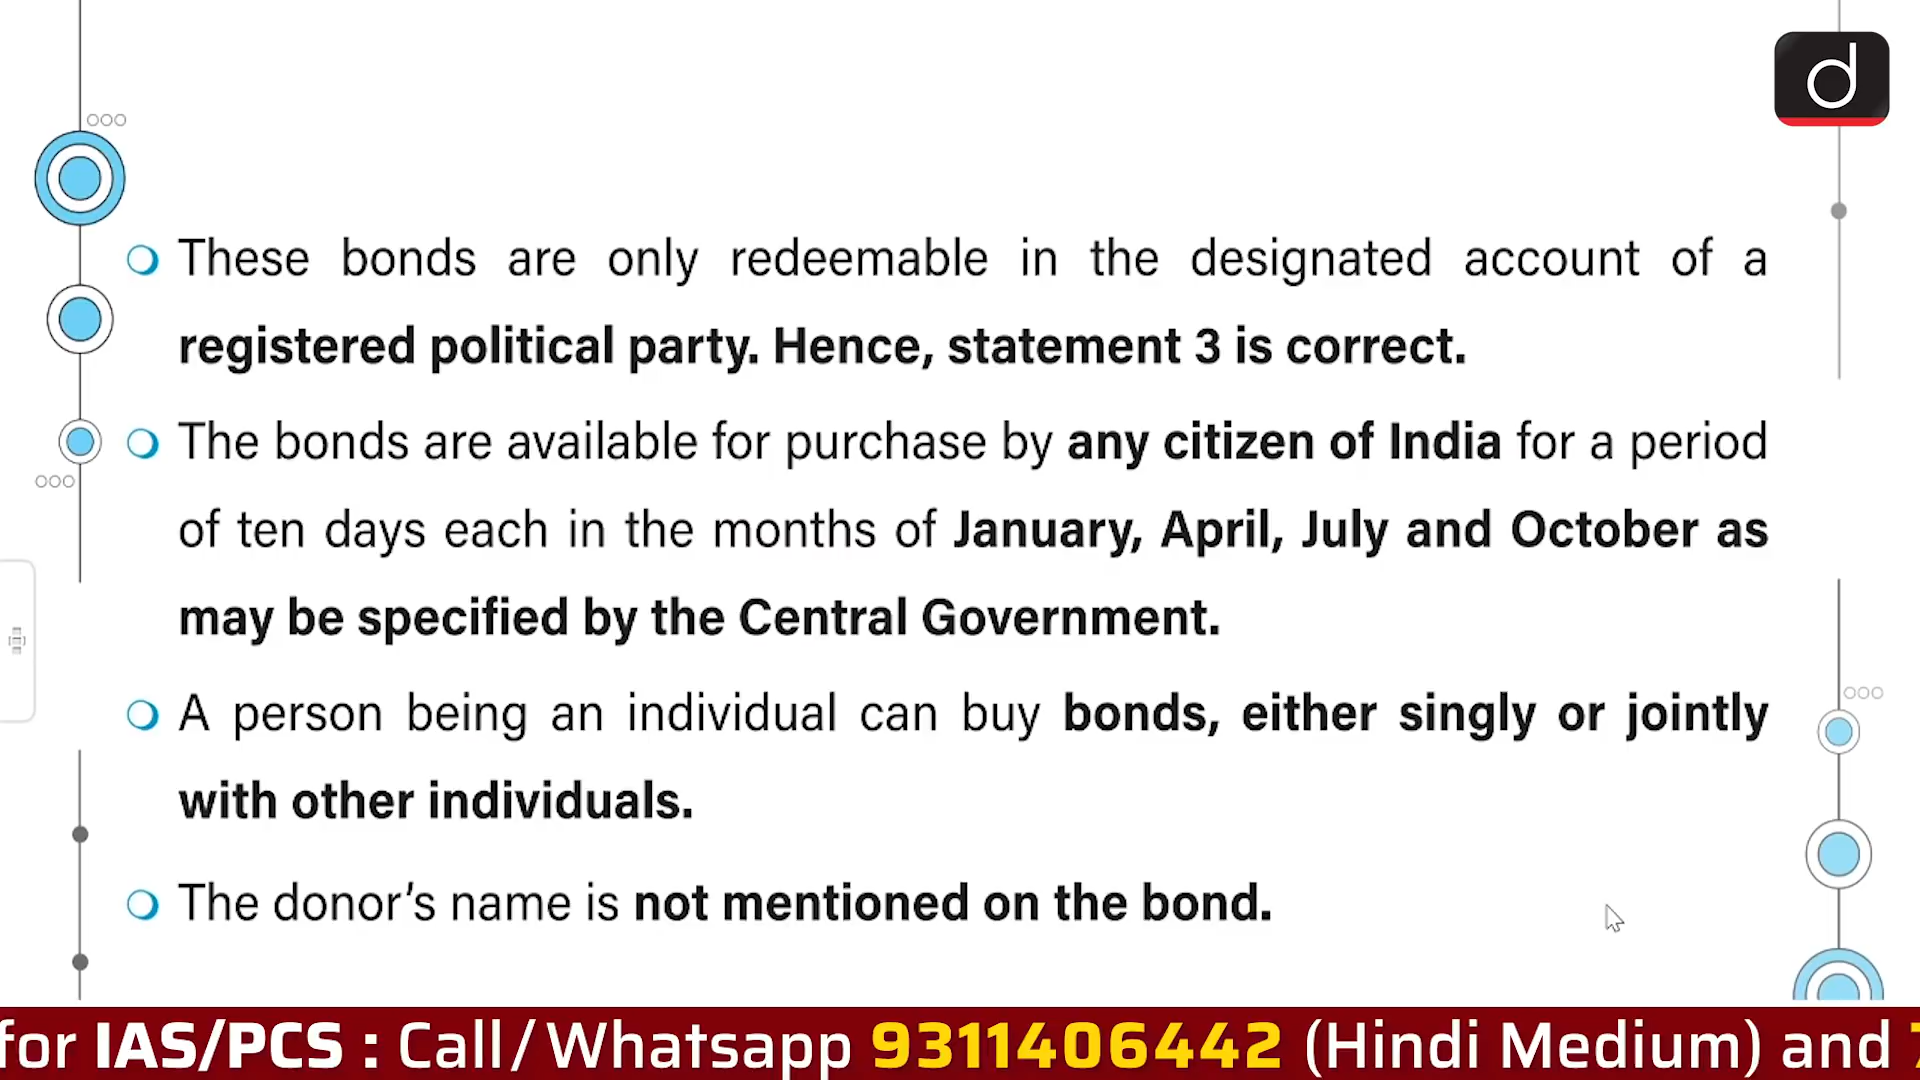 d
These bonds are only redeemable in the designated account of a
registered political party. Hence, statement 3 is correct.
The bonds are available for purchase by any citizen of India for a period
of ten days each in the months of January, April, July and October as
may be specified by the Central Government.
A person being an individual can buy bonds, either singly or jointly
with other individuals.
The donor’s name is not mentioned on the bond.
for IAS/PCS : Call/Whatsapp 9311406442 (Hindi Medium) and